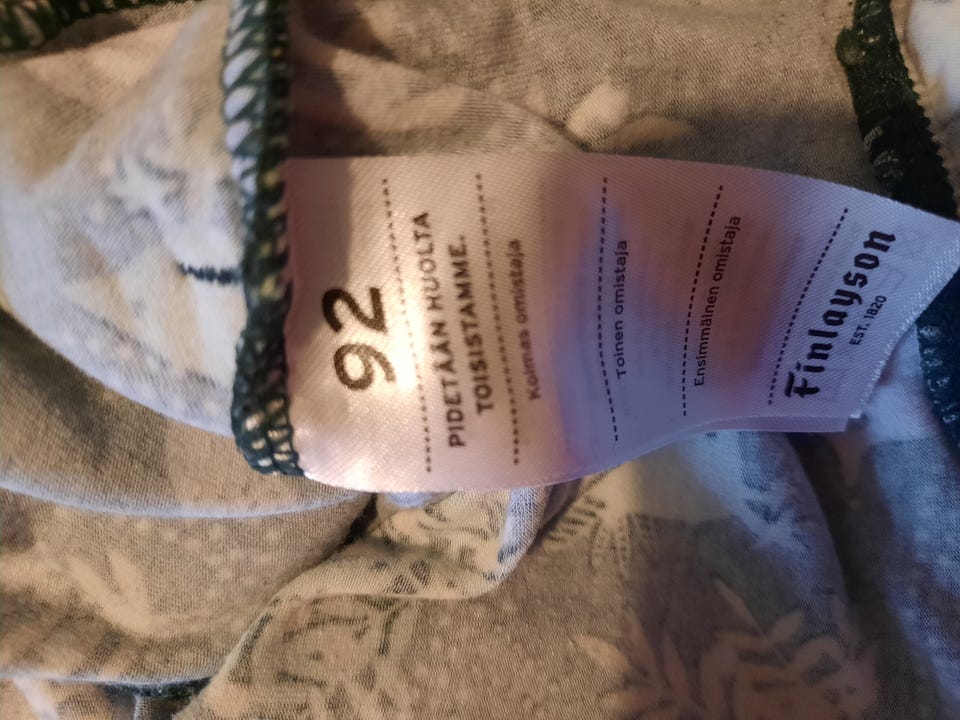 92
PIDETÄÄN HUOLTA
TOISISTAMME.
Kolmas omistaja
Toinen omistaja
Ensimmäinen omistaja
Finlayson
EST. 1820